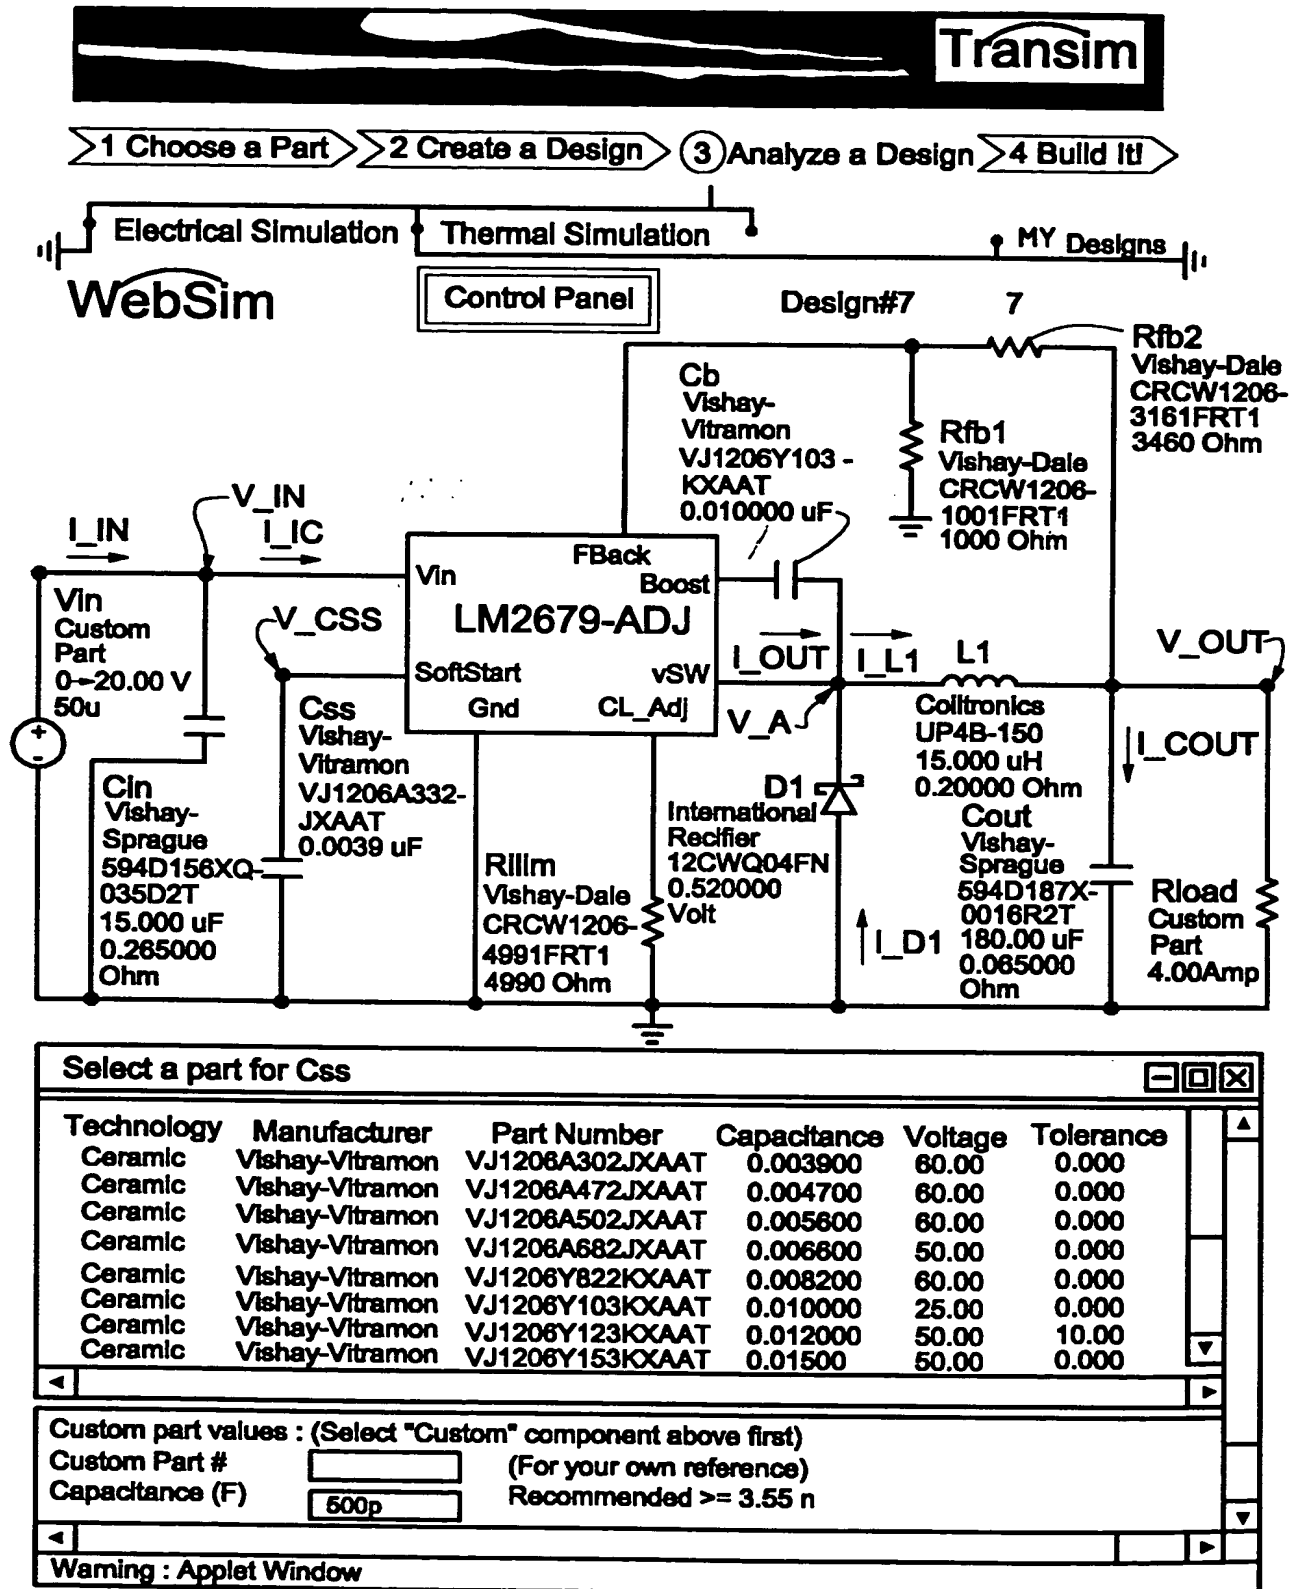 Transim
1 Choose a Part
2 Create a Design
3 Analyze a Design
4 Build It!
Electrical Simulation
Thermal Simulation
MY Designs
WebSim
Control Panel
Design#7
7
Rfb2
Vishay-Dale
CRCW1206-
3161FRT1
3460 Ohm
Cb
Vishay-
Vitramon
VJ1206Y103 -
KXAAT
0.010000 uF
Rfb1
Vishay-Dale
CRCW1206-
1001FRT1
1000 Ohm
V_IN
I_IN
I_IC
Vin
Custom
Part
0→20.00 V
50u
+
-
V_CSS
Vin
FBack
Boost
LM2679-ADJ
SoftStart
vSW
Gnd
CL_Adj
I_OUT
I_L1
L1
V_OUT
V_A
Coiltronics
UP4B-150
15.000 uH
0.20000 Ohm
I_COUT
Css
Vishay-
Vitramon
VJ1206A332-
JXAAT
0.0039 uF
Cin
Vishay-
Sprague
594D156XQ-
035D2T
15.000 uF
0.265000
Ohm
Rlilm
Vishay-Dale
CRCW1206-
4991FRT1
4990 Ohm
D1
International
Recifier
12CWQ04FN
0.520000
Volt
I_D1
Cout
Vishay-
Sprague
594D187X-
0016R2T
180.00 uF
0.065000
Ohm
Rload
Custom
Part
4.00Amp
Select a part for Css
Technology Manufacturer Part Number Capacitance Voltage Tolerance
Ceramic Vishay-Vitramon VJ1206A302JXAAT 0.003900 60.00 0.000
Ceramic Vishay-Vitramon VJ1206A472JXAAT 0.004700 60.00 0.000
Ceramic Vishay-Vitramon VJ1206A502JXAAT 0.005600 60.00 0.000
Ceramic Vishay-Vitramon VJ1206A682JXAAT 0.006600 50.00 0.000
Ceramic Vishay-Vitramon VJ1206Y822KXAAT 0.008200 60.00 0.000
Ceramic Vishay-Vitramon VJ1206Y103KXAAT 0.010000 25.00 0.000
Ceramic Vishay-Vitramon VJ1206Y123KXAAT 0.012000 50.00 10.00
Ceramic Vishay-Vitramon VJ1206Y153KXAAT 0.01500 50.00 0.000
Custom part values : (Select "Custom" component above first)
Custom Part # (For your own reference)
Capacitance (F) 500p Recommended >= 3.55 n
Warning : Applet Window